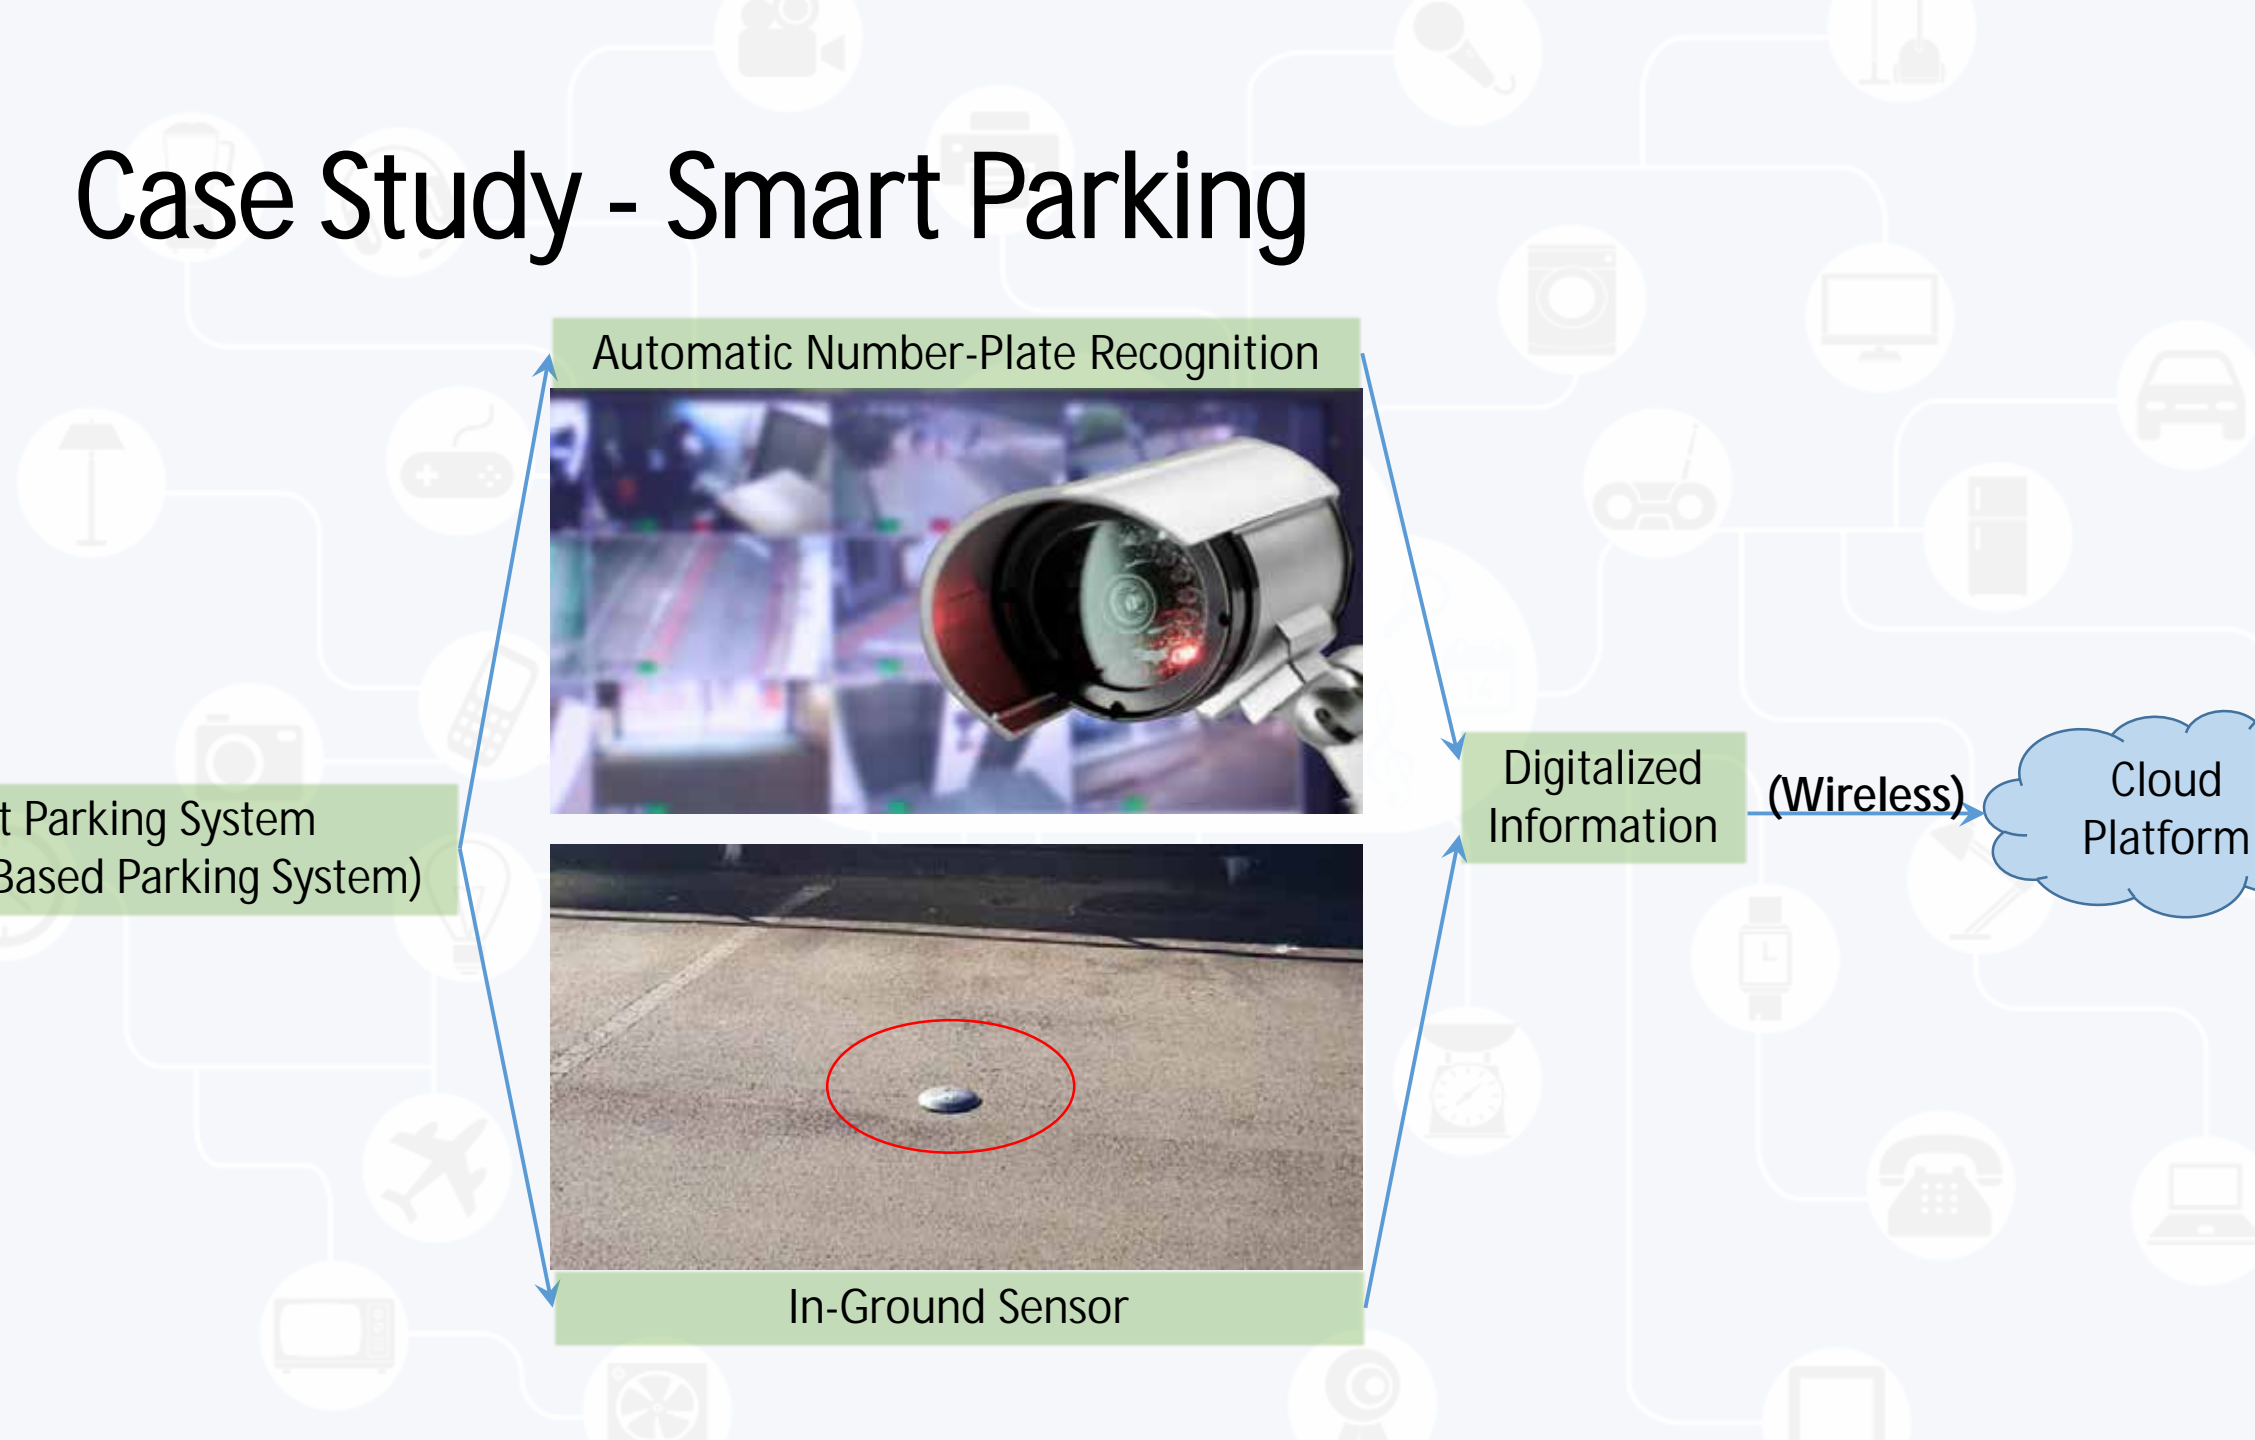 Case Study - Smart Parking
Automatic Number-Plate Recognition
t Parking System
Based Parking System)
Digitalized
Information
(Wireless)
Cloud
Platform
In-Ground Sensor